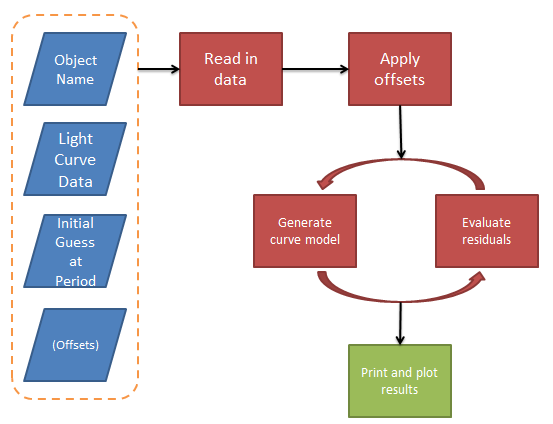 Object
Name
Read in
data
Apply
offsets
Light
Curve
Data
Initial
Guess
at
Period
Generate
curve model
Evaluate
residuals
(Offsets)
Print and plot
results